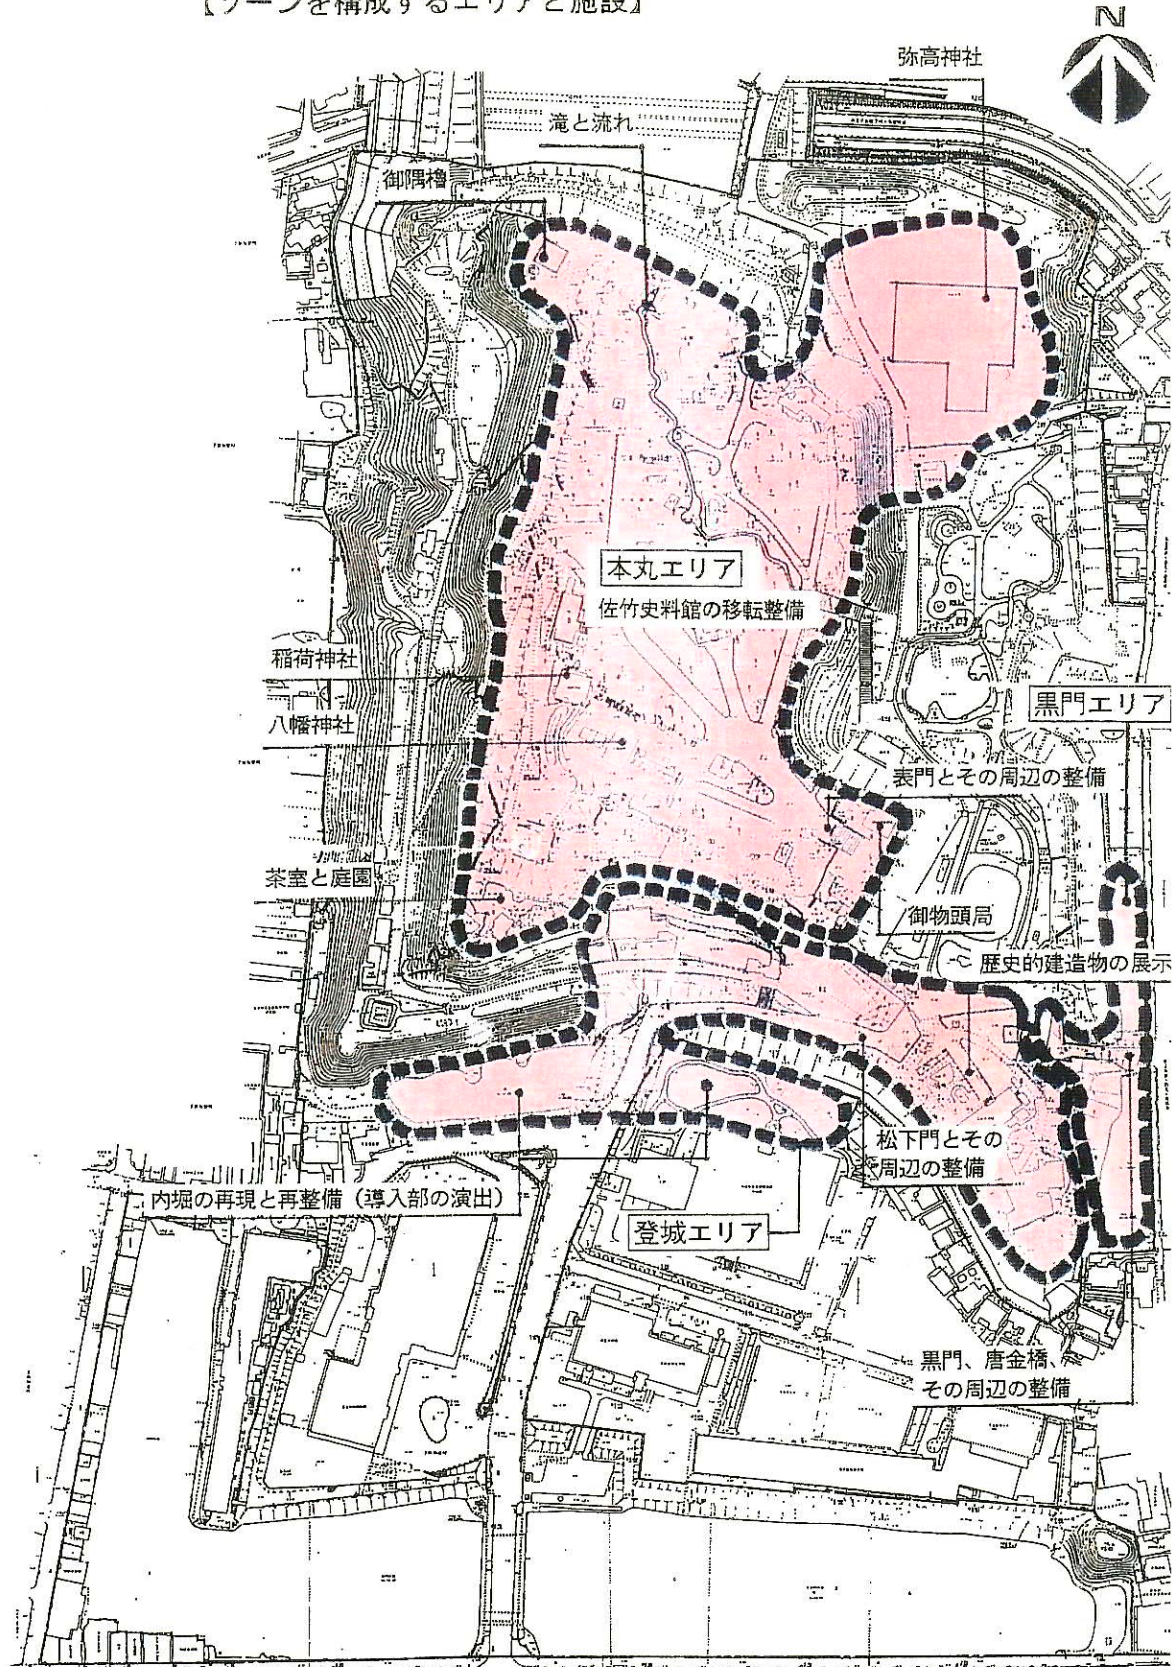 【ゾーンを構成するエリアと施設】
N
弥高神社
滝と流れ
御隅櫓
本丸エリア
佐竹史料館の移転整備
稲荷神社
八幡神社
黒門エリア
表門とその周辺の整備
茶室と庭園
御物頭局
歴史的建造物の展示
松下門とその
周辺の整備
内堀の再現と再整備（導入部の演出）
登城エリア
黒門、唐金橋、
その周辺の整備